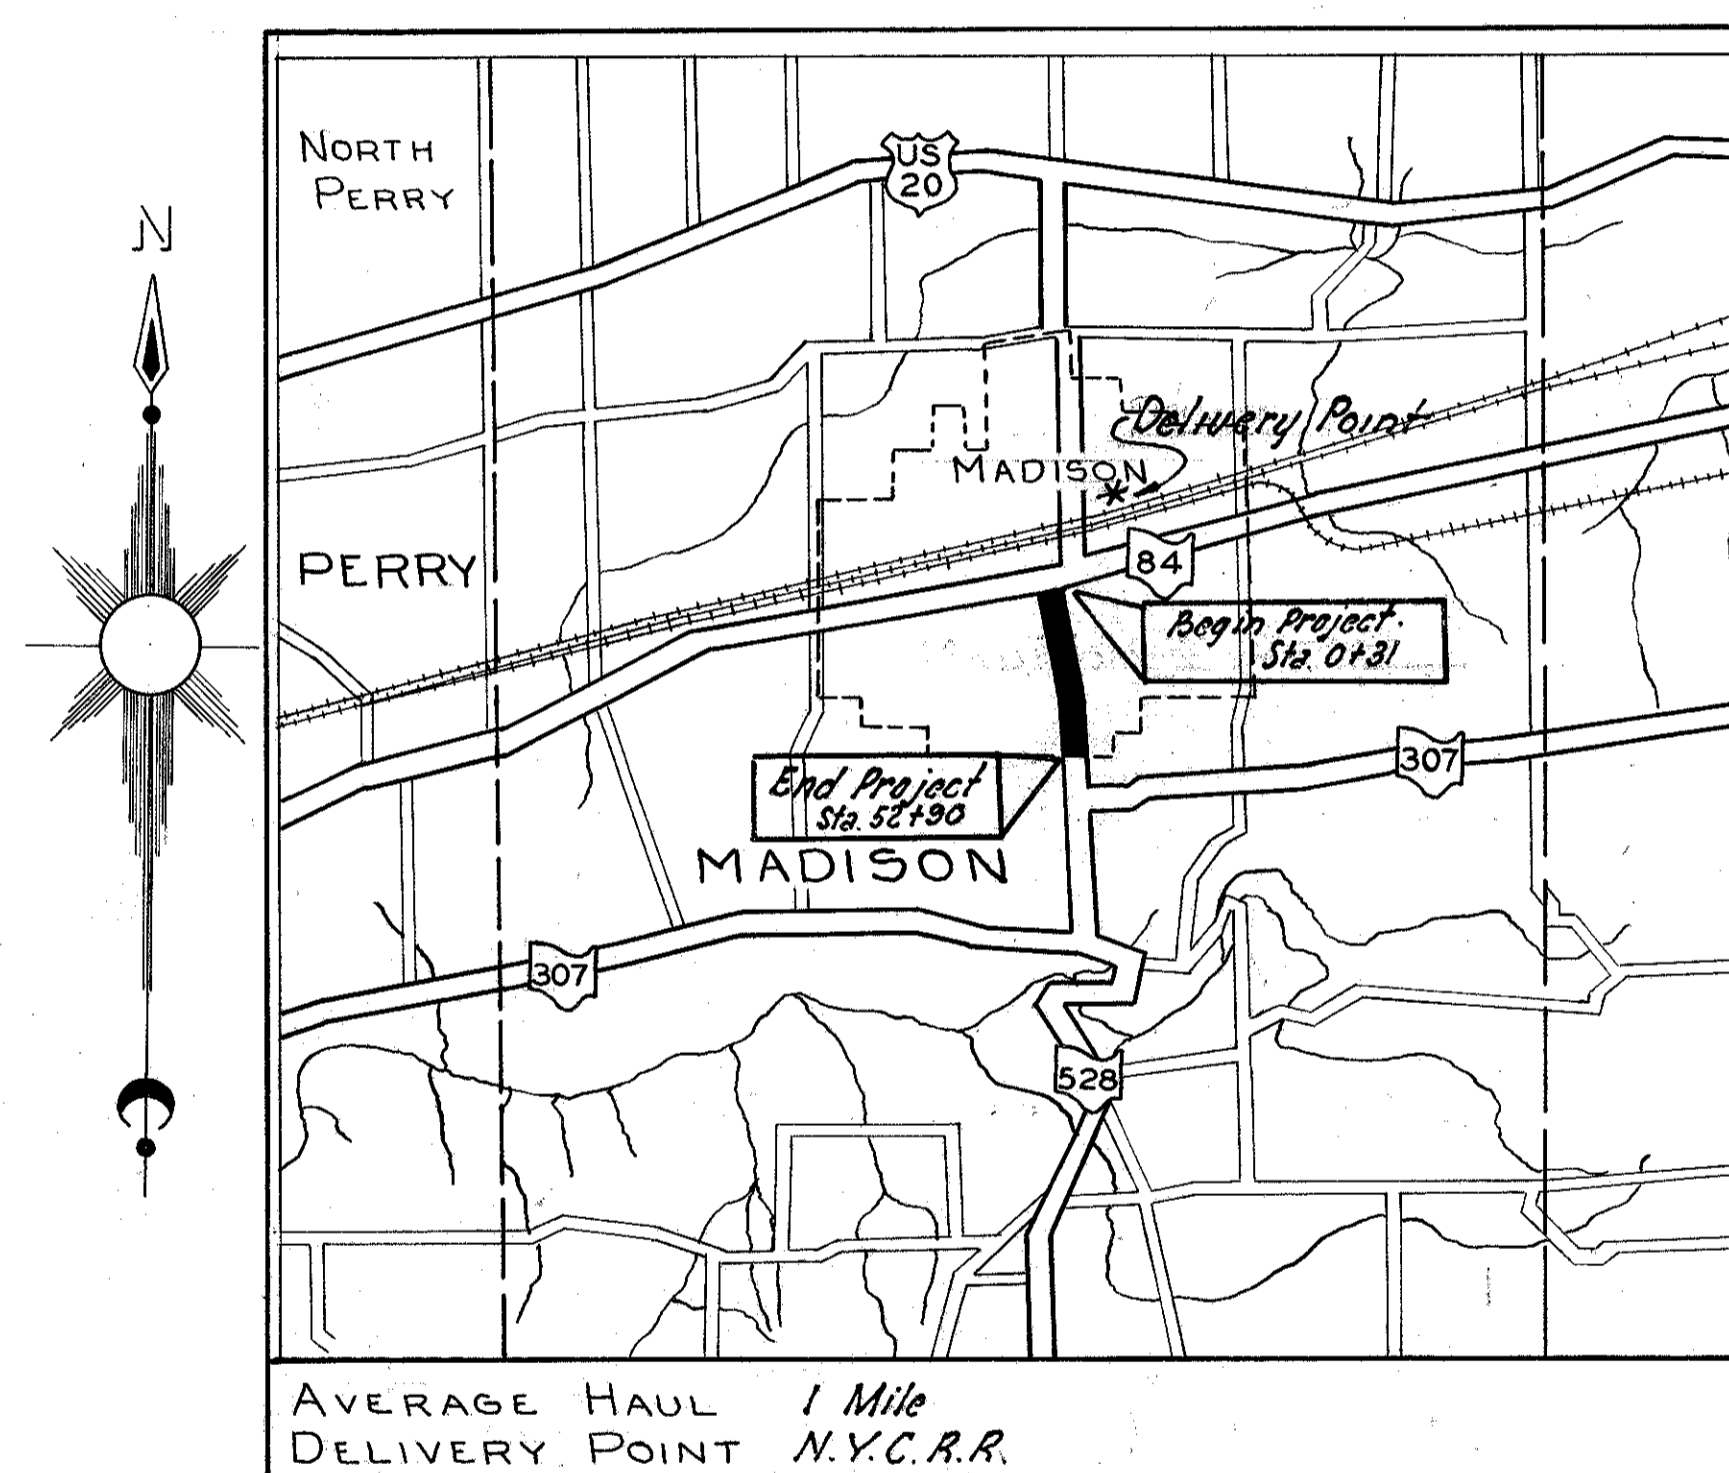 NORTH
PERRY
US
20
N
Delivery Point
MADISON
84
PERRY
Begin Project.
Sta. 0+31
307
End Project
Sta. 52+90
MADISON
307
528
AVERAGE HAUL 1 Mile
DELIVERY POINT N.Y.C.R.R.